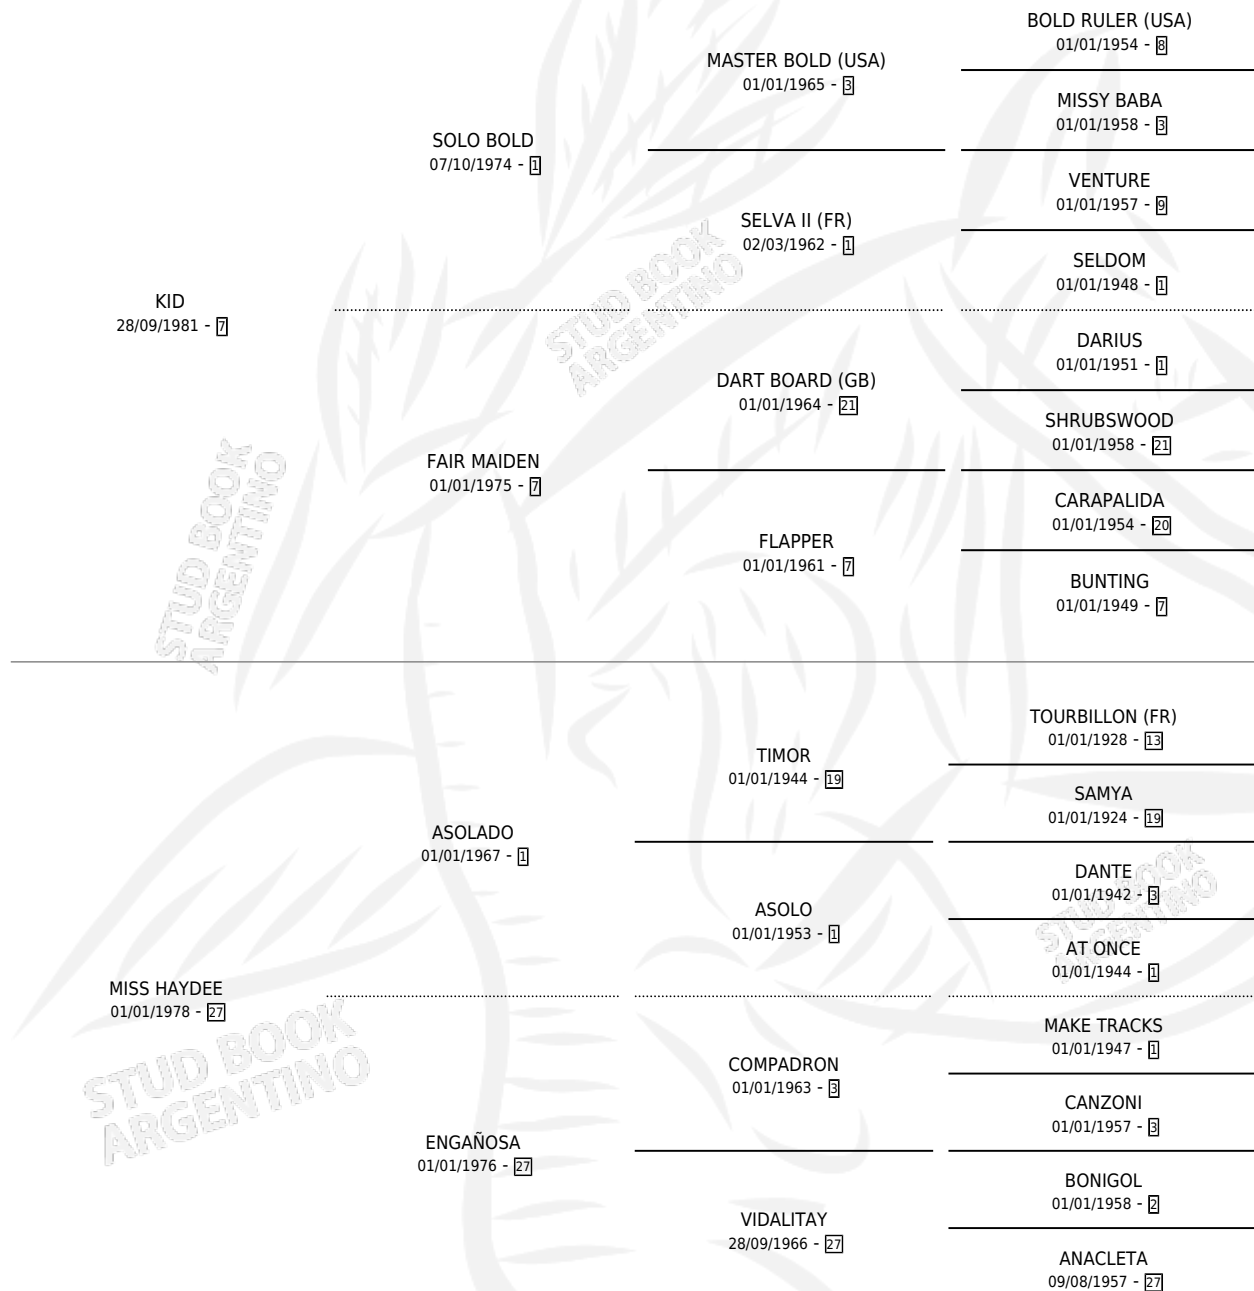 BOLD RULER (USA)
01/01/1954 - 8
MASTER BOLD (USA)
01/01/1965 - 3
MISSY BABA
01/01/1958 - 3
SOLO BOLD
07/10/1974 - 1
VENTURE
01/01/1957 - 9
SELVA II (FR)
02/03/1962 - 1
SELDOM
01/01/1948 - 1
KID
28/09/1981 - 7
DARIUS
01/01/1951 - 1
DART BOARD (GB)
01/01/1964 - 21
SHRUBSWOOD
01/01/1958 - 21
FAIR MAIDEN
01/01/1975 - 7
CARAPALIDA
01/01/1954 - 20
FLAPPER
01/01/1961 - 7
BUNTING
01/01/1949 - 7
TOURBILLON (FR)
01/01/1928 - 13
TIMOR
01/01/1944 - 19
SAMYA
01/01/1924 - 19
ASOLADO
01/01/1967 - 1
DANTE
01/01/1942 - 3
ASOLO
01/01/1953 - 1
AT ONCE
01/01/1944 - 1
MISS HAYDEE
01/01/1978 - 27
MAKE TRACKS
01/01/1947 - 1
COMPADRON
01/01/1963 - 3
CANZONI
01/01/1957 - 3
ENGAÑOSA
01/01/1976 - 27
BONIGOL
01/01/1958 - 2
VIDALITAY
28/09/1966 - 27
ANACLETA
09/08/1957 - 27
STUD BOOK
ARGENTINO
STUD BOOK
ARGENTINO
STUD BOOK
ARGENTINO
STUD BOOK
ARGENTINO